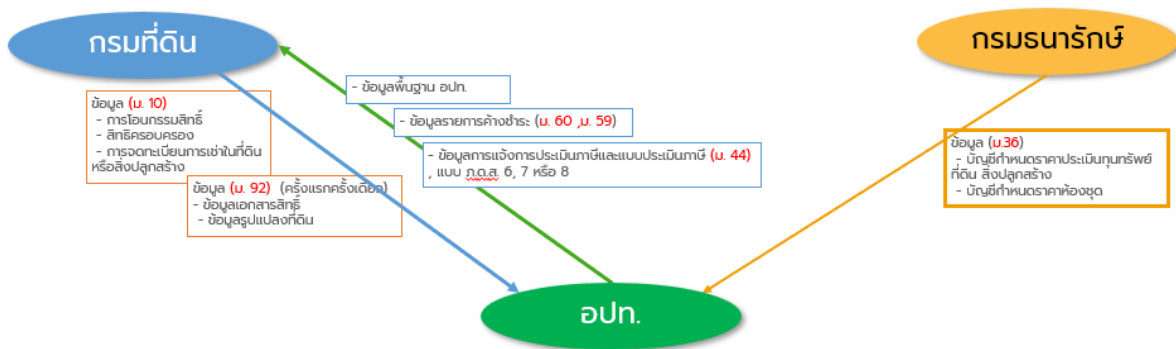 กรมที่ดิน
กรมธนารักษ์
- ข้อมูลพื้นฐาน อปท.
ข้อมูล (ม. 10)
- การโอนกรรมสิทธิ์
- สิทธิครอบครอง
- การจดทะเบียนการเช่าในที่ดิน
หรือสิ่งปลูกสร้าง
- ข้อมูลรายการค้างชำระ (ม. 60 ,ม. 59)
ข้อมูล (ม.36)
- บัญชีกำหนดราคาประเมินทุนทรัพย์
ที่ดิน สิ่งปลูกสร้าง
- บัญชีกำหนดราคาห้องชุด
- ข้อมูลการแจ้งการประเมินภาษีและแบบประเมินภาษี (ม. 44)
, แบบ ภ.ด.ส. 6, 7 หรือ 8
ข้อมูล (ม. 92) (ครั้งแรกครั้งเดียว)
- ข้อมูลเอกสารสิทธิ์
- ข้อมูลรูปแปลงที่ดิน
อปท.